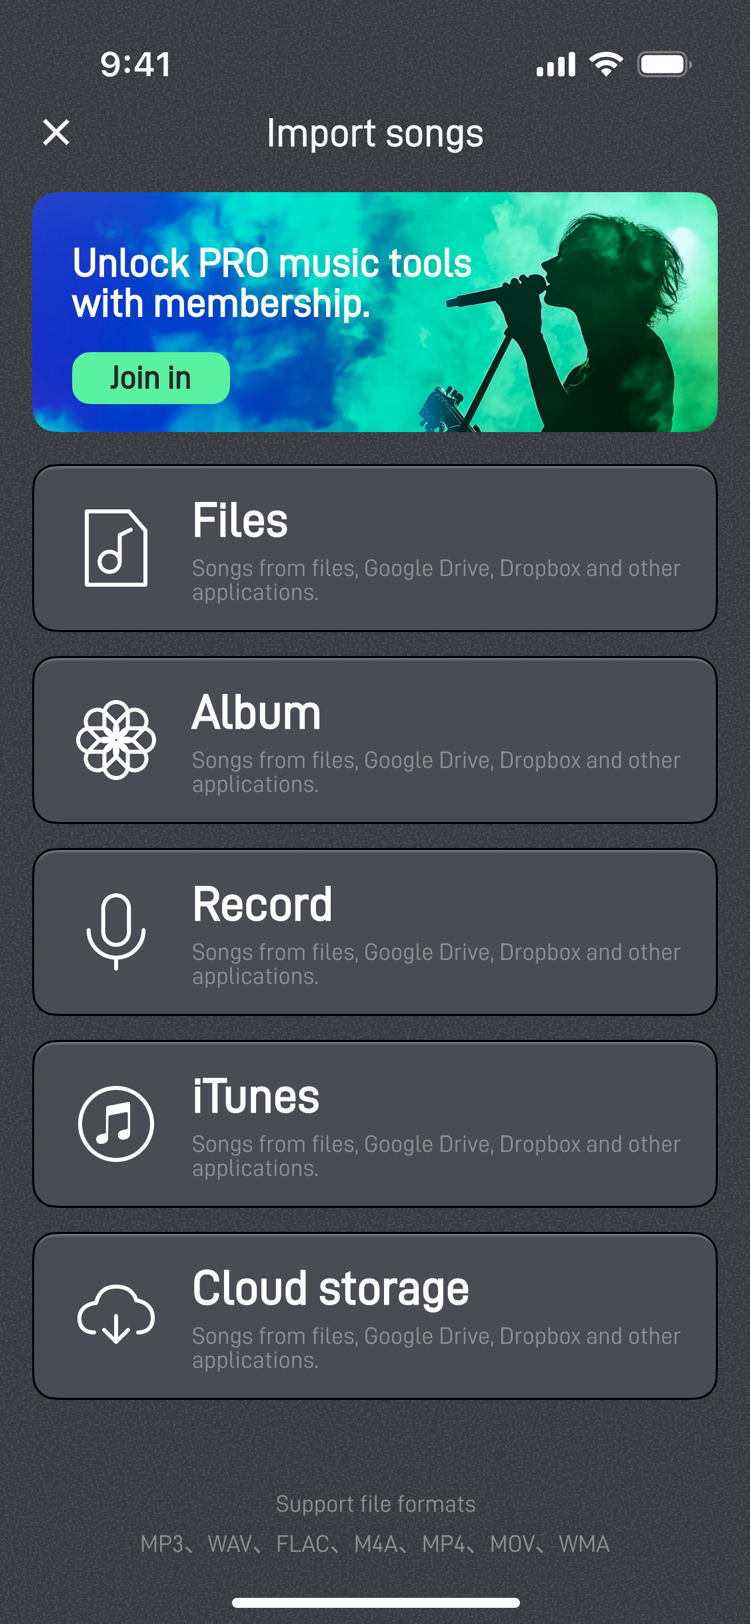 9:41
Import songs
Unlock PRO music tools
with membership.
Join in
Files
Songs from files, Google Drive, Dropbox and other
applications.
Album
Songs from files, Google Drive, Dropbox and other
applications.
Record
Songs from files, Google Drive, Dropbox and other
applications.
iTunes
Songs from files, Google Drive, Dropbox and other
applications.
Cloud storage
Songs from files, Google Drive, Dropbox and other
applications.
Support file formats
MP3、WAV、FLAC、M4A、MP4、MOV、WMA